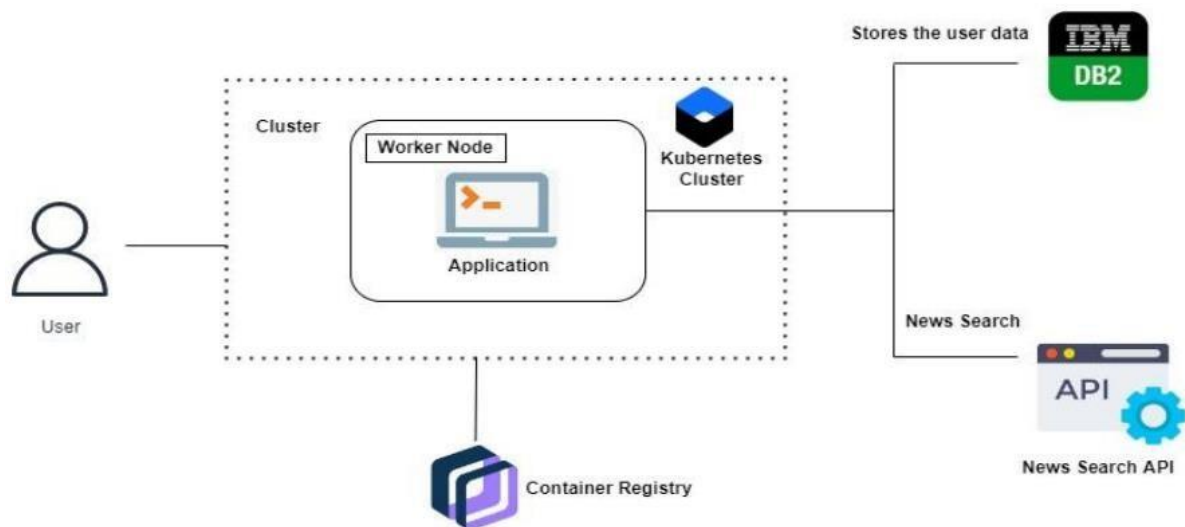 Stores the user data
IBM
DB2
Cluster
Worker Node
Kubernetes
Cluster
Application
User
News Search
API
News Search API
Container Registry